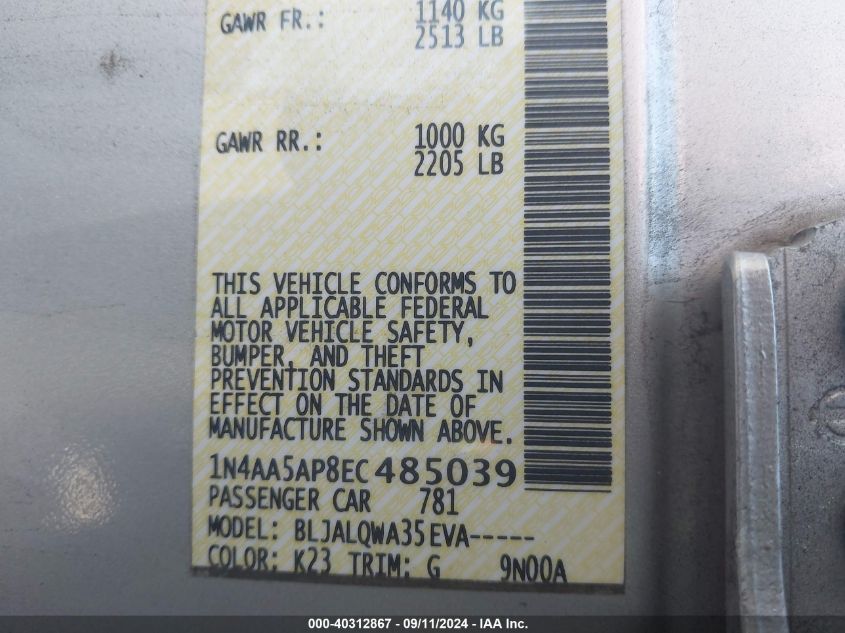 GAWR FR.: 1140 KG
2513 LB
GAWR RR.: 1000 KG
2205 LB
THIS VEHICLE CONFORMS TO
ALL APPLICABLE FEDERAL
MOTOR VEHICLE SAFETY,
BUMPER, AND THEFT
PREVENTION STANDARDS IN
EFFECT ON THE DATE OF
MANUFACTURE SHOWN ABOVE.
1N4AA5AP8EC485039
PASSENGER CAR 781
MODEL: BLJALQWA35EVA-----
COLOR: K23 TRIM: G 9N00A
000-40312867 - 09/11/2024 - IAA Inc.